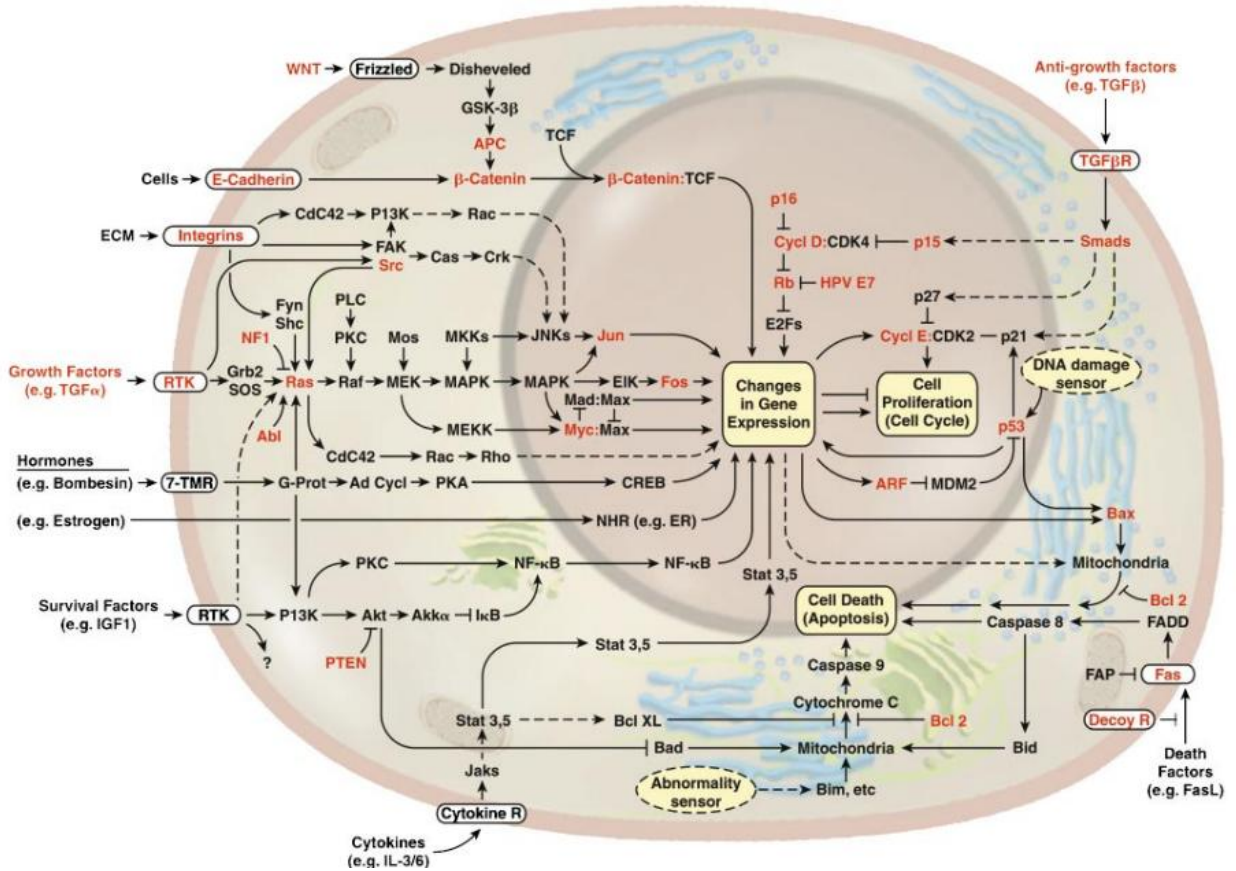 WNT
Frizzled
Disheveled
GSK-3β
APC
TCF
Cells
E-Cadherin
β-Catenin
β-Catenin:TCF
Anti-growth factors
(e.g. TGFβ)
TGFβR
Smads
p16
Cycl D:CDK4
p15
Rb
HPV E7
E2Fs
p27
Cycl E:CDK2
p21
DNA damage
sensor
Cell
Proliferation
(Cell Cycle)
p53
CdC42
P13K
Rac
ECM
Integrins
FAK
Src
Cas
Crk
Fyn
Shc
PLC
NF1
PKC
Mos
MKKs
JNKs
Jun
Growth Factors
(e.g. TGFα)
RTK
Grb2
SOS
Ras
Raf
MEK
MAPK
MAPK
ElK
Fos
Mad:Max
Changes
in Gene
Expression
Abl
MEKK
Myc:Max
CdC42
Rac
Rho
Hormones
(e.g. Bombesin)
7-TMR
G-Prot
Ad Cycl
PKA
CREB
ARF
MDM2
(e.g. Estrogen)
NHR (e.g. ER)
Bax
PKC
NF-κB
NF-κB
Stat 3,5
Mitochondria
Survival Factors
(e.g. IGF1)
RTK
P13K
Akt
Akkα
IκB
Cell Death
(Apoptosis)
Caspase 8
Bcl 2
FADD
?
PTEN
Stat 3,5
Caspase 9
FAP
Fas
Cytochrome C
Stat 3,5
Bcl XL
Bcl 2
Decoy R
Bad
Mitochondria
Bid
Death
Factors
(e.g. FasL)
Jaks
Abnormality
sensor
Bim, etc
Cytokine R
Cytokines
(e.g. IL-3/6)